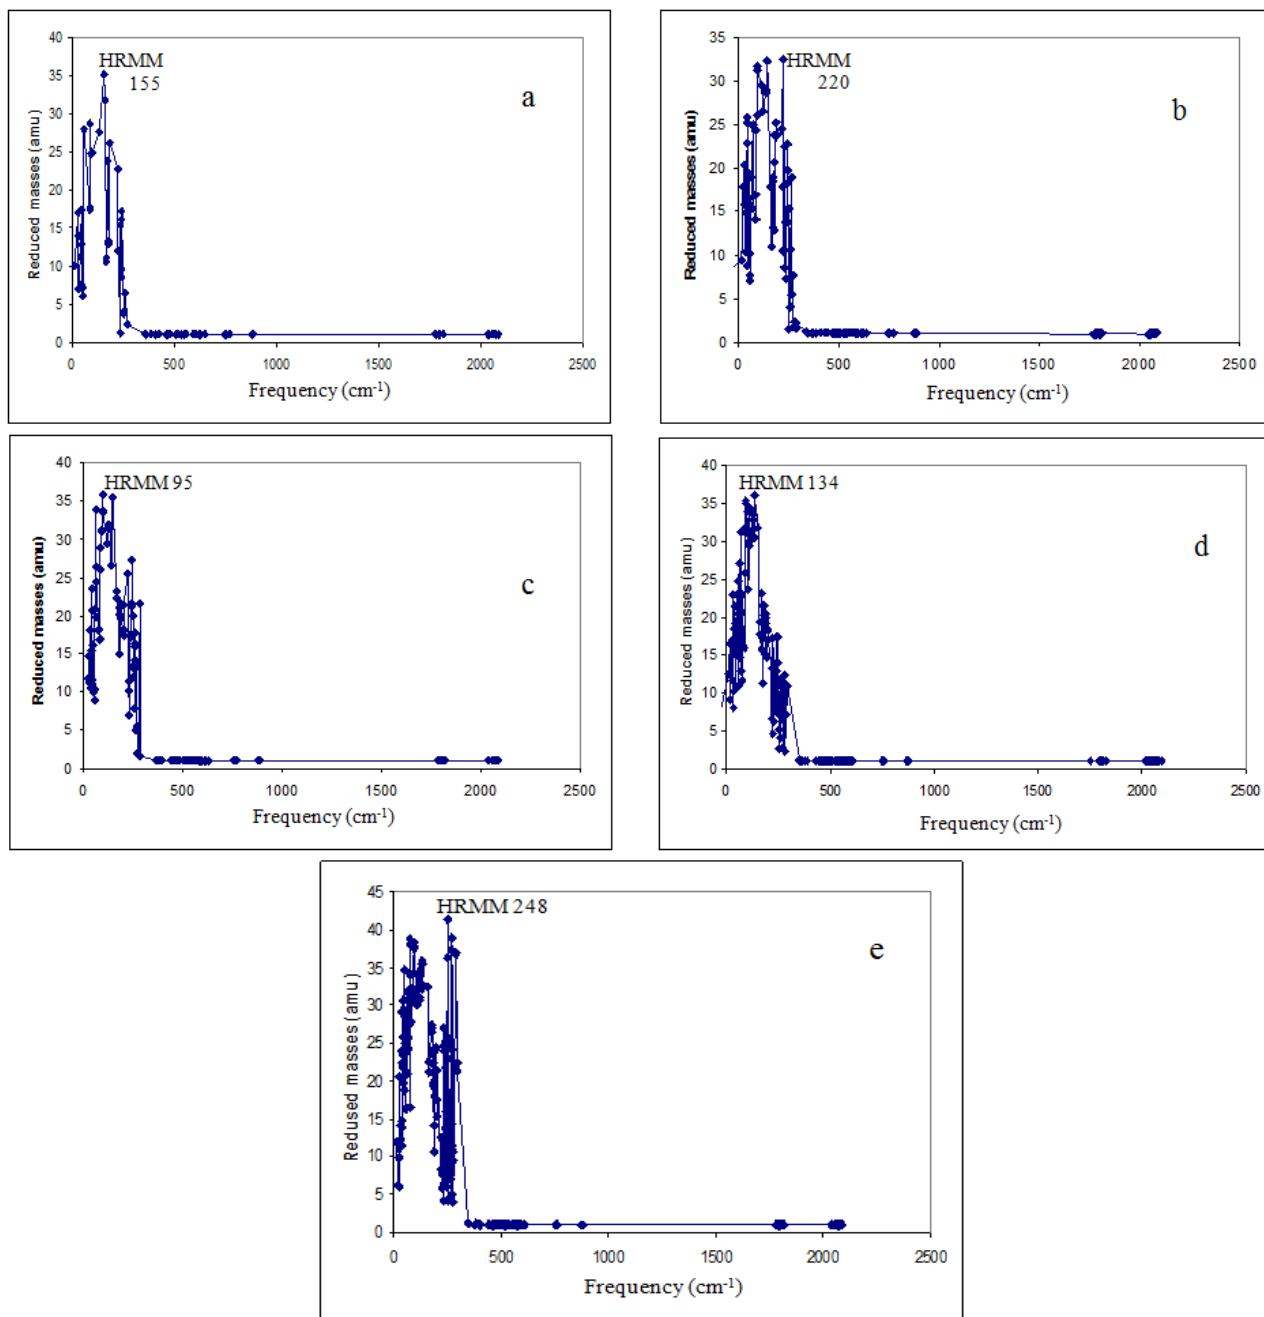 40
35
30
25
20
15
10
5
0
Reduced masses (amu)
HRMM
155
a
0 500 1000 1500 2000 2500
Frequency (cm-1)
35
30
25
20
15
10
5
0
Reduced masses (amu)
HRMM
220
b
0 500 1000 1500 2000 2500
Frequency (cm-1)
40
35
30
25
20
15
10
5
0
Reduced masses (amu)
HRMM 95
c
0 500 1000 1500 2000 2500
Frequency (cm-1)
40
35
30
25
20
15
10
5
0
Reduced masses (amu)
HRMM 134
d
0 500 1000 1500 2000 2500
Frequency (cm-1)
45
40
35
30
25
20
15
10
5
0
Redused masses (amu)
HRMM 248
e
0 500 1000 1500 2000 2500
Frequency (cm-1)